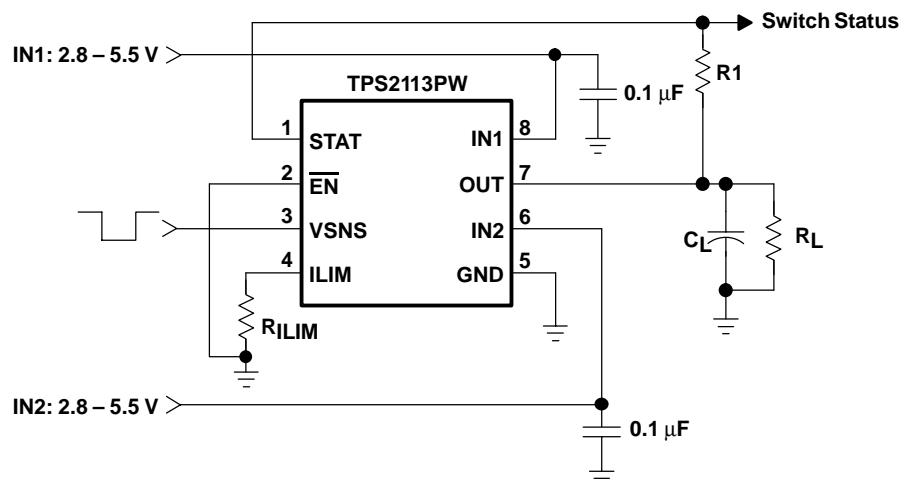 Switch Status
IN1: 2.8 – 5.5 V
R1
TPS2113PW
0.1 µF
1
STAT
IN1
8
2
EN
OUT
7
3
VSNS
IN2
6
4
ILIM
GND
5
CL
RL
RILIM
IN2: 2.8 – 5.5 V
0.1 µF